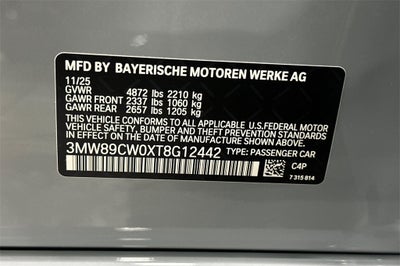 MFD BY BAYERISCHE MOTOREN WERKE AG
11/25
GVWR 4872 lbs 2210 kg
GAWR FRONT 2337 lbs 1060 kg
GAWR REAR 2657 lbs 1205 kg
THIS VEHICLE CONFORMS TO ALL APPLICABLE U.S.FEDERAL MOTOR
VEHICLE SAFETY, BUMPER, AND THEFT PREVENTION STANDARDS
IN EFFECT ON THE DATE OF MANUFACTURE SHOWN ABOVE.
3MW89CW0XT8G12442 TYPE: PASSENGER CAR
C4P
7 315 814